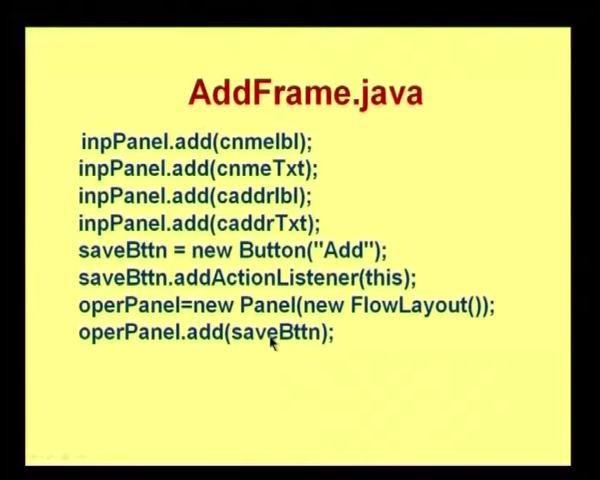 AddFrame.java
inpPanel.add(cnmelbl);
inpPanel.add(cnmeTxt);
inpPanel.add(caddrlbl);
inpPanel.add(caddrTxt);
saveBttn = new Button("Add");
saveBttn.addActionListener(this);
operPanel=new Panel(new FlowLayout());
operPanel.add(saveBttn);